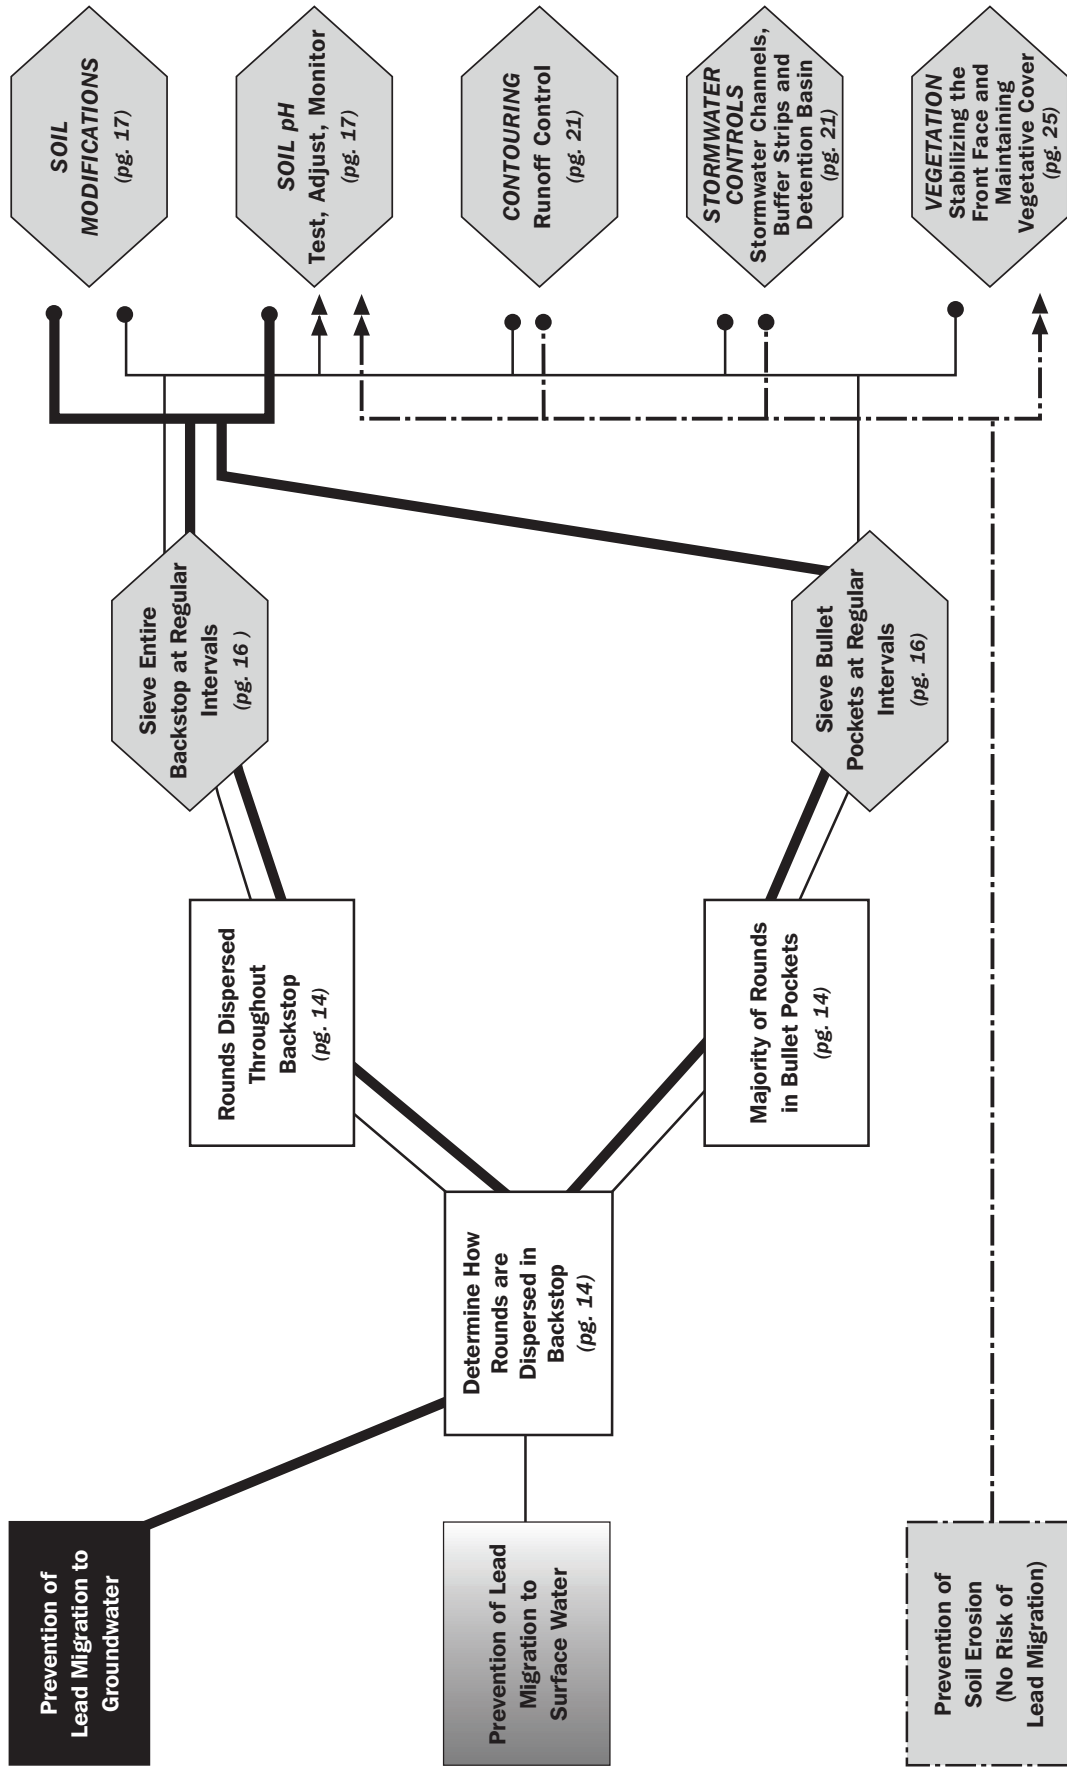 Prevention of
Lead Migration to
Groundwater
Prevention of Lead
Migration to
Surface Water
Prevention of
Soil Erosion
(No Risk of
Lead Migration)
Determine How
Rounds are
Dispersed in
Backstop
(pg. 14)
Rounds Dispersed
Throughout
Backstop
(pg. 14)
Majority of Rounds
in Bullet Pockets
(pg. 14)
Sieve Entire
Backstop at Regular
Intervals
(pg. 16 )
Sieve Bullet
Pockets at Regular
Intervals
(pg. 16)
SOIL
MODIFICATIONS
(pg. 17)
SOIL pH
Test, Adjust, Monitor
(pg. 17)
CONTOURING
Runoff Control
(pg. 21)
STORMWATER
CONTROLS
Stormwater Channels,
Buffer Strips and
Detention Basin
(pg. 21)
VEGETATION
Stabilizing the
Front Face and
Maintaining
Vegetative Cover
(pg. 25)